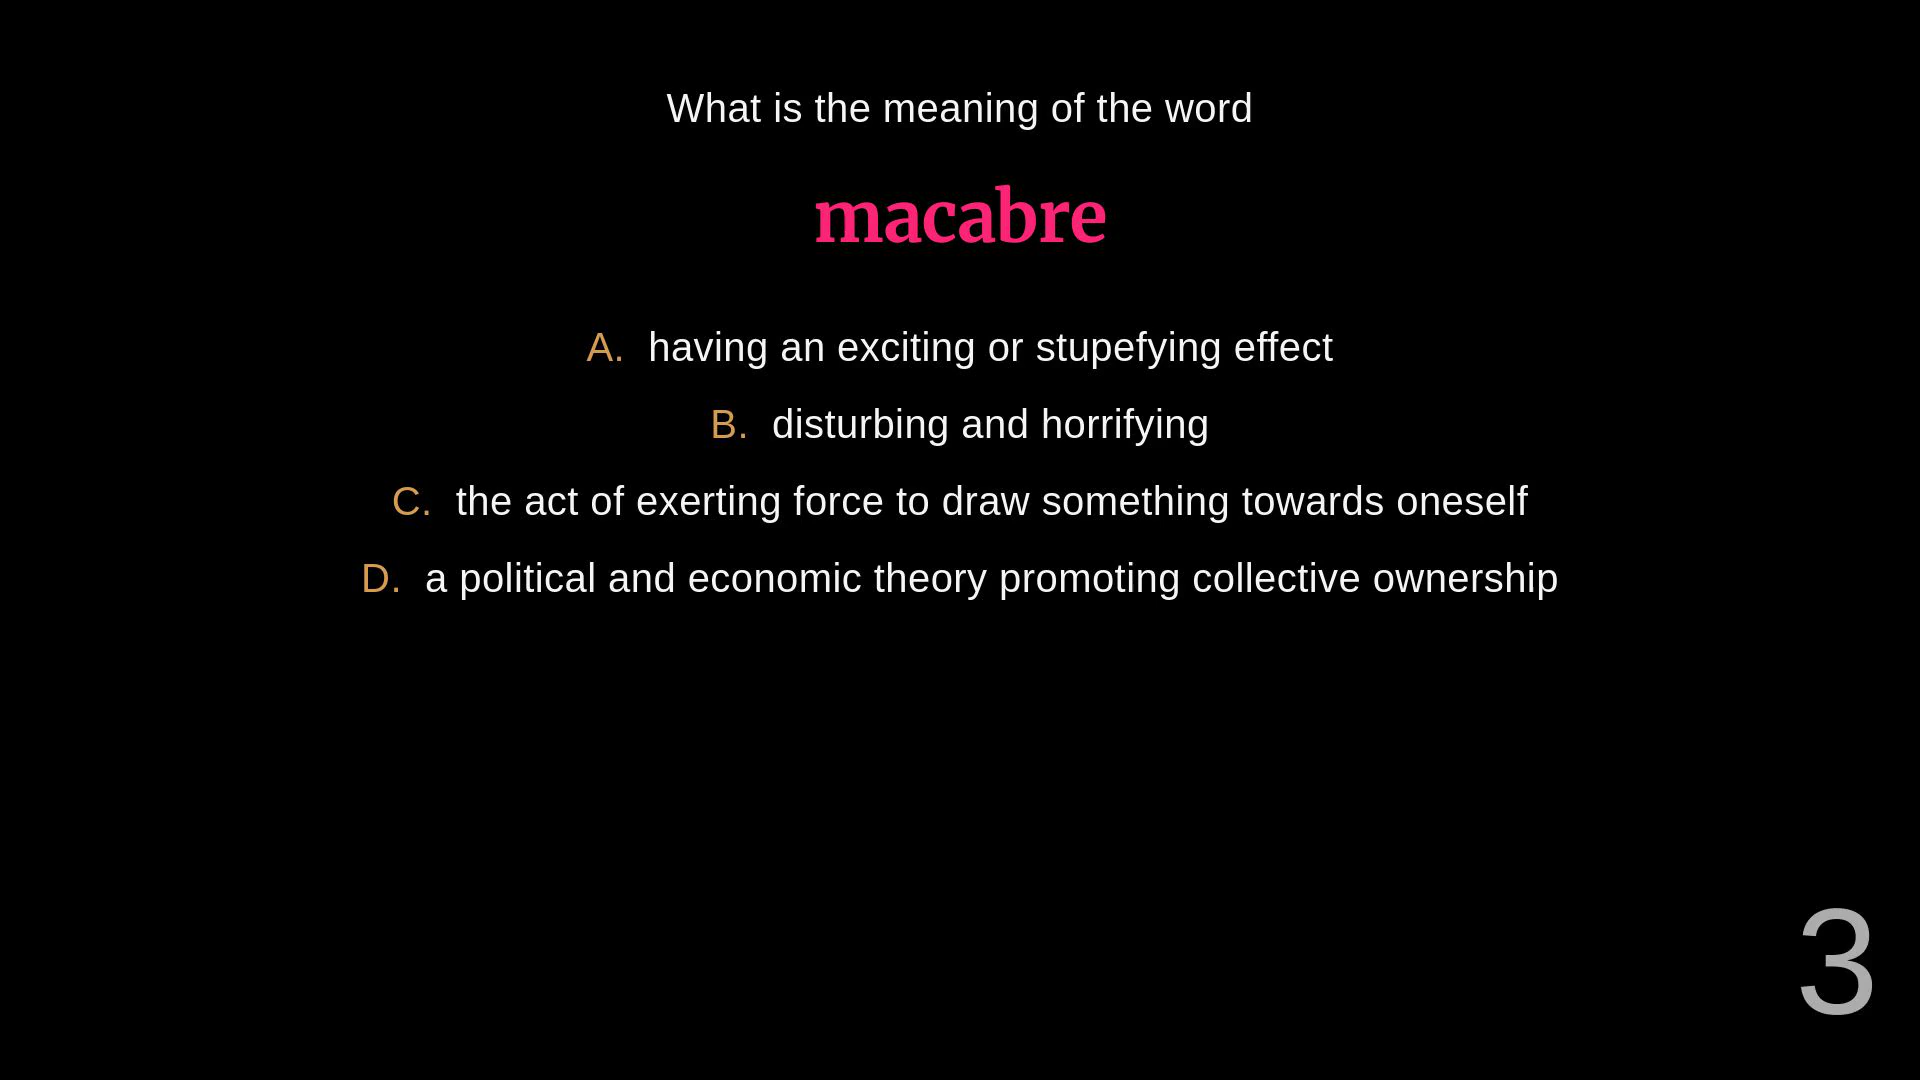 What is the meaning of the word
macabre
A. having an exciting or stupefying effect
B. disturbing and horrifying
C. the act of exerting force to draw something towards oneself
D. a political and economic theory promoting collective ownership
3